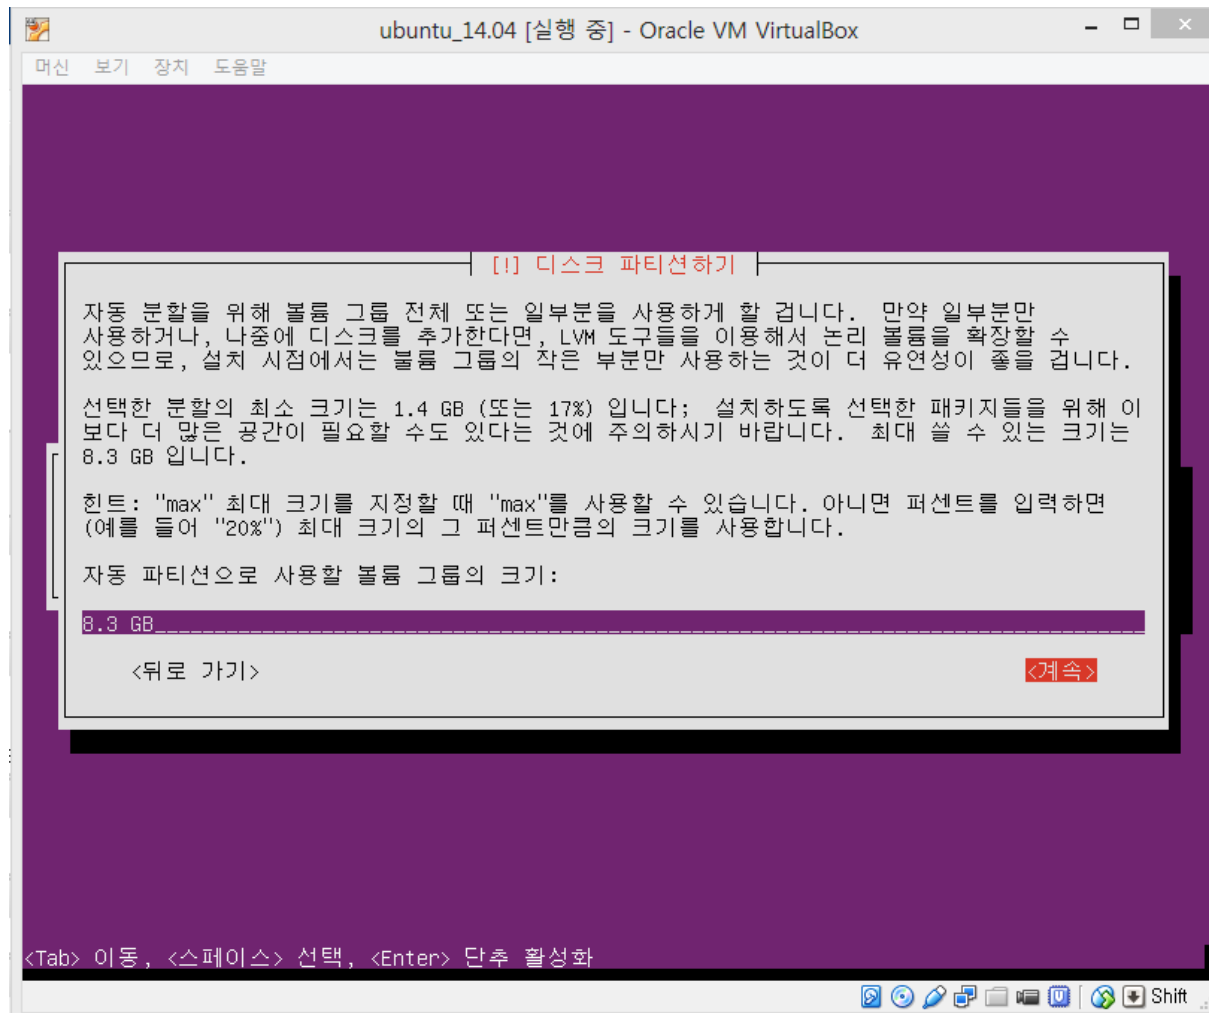 ubuntu_14.04 [실행 중] - Oracle VM VirtualBox
머신 보기 장치 도움말
[!] 디스크 파티션하기
자동 분할을 위해 볼륨 그룹 전체 또는 일부분을 사용하게 할 겁니다. 만약 일부분만
사용하거나, 나중에 디스크를 추가한다면, LVM 도구들을 이용해서 논리 볼륨을 확장할 수
있으므로, 설치 시점에서는 볼륨 그룹의 작은 부분만 사용하는 것이 더 유연성이 좋을 겁니다.
선택한 분할의 최소 크기는 1.4 GB (또는 17%) 입니다; 설치하도록 선택한 패키지들을 위해 이
보다 더 많은 공간이 필요할 수도 있다는 것에 주의하시기 바랍니다. 최대 쓸 수 있는 크기는
8.3 GB 입니다.
힌트: "max" 최대 크기를 지정할 때 "max"를 사용할 수 있습니다. 아니면 퍼센트를 입력하면
(예를 들어 "20%") 최대 크기의 그 퍼센트만큼의 크기를 사용합니다.
자동 파티션으로 사용할 볼륨 그룹의 크기:
8.3 GB
<뒤로 가기> <계속>
<Tab> 이동, <스페이스> 선택, <Enter> 단추 활성화
Shift